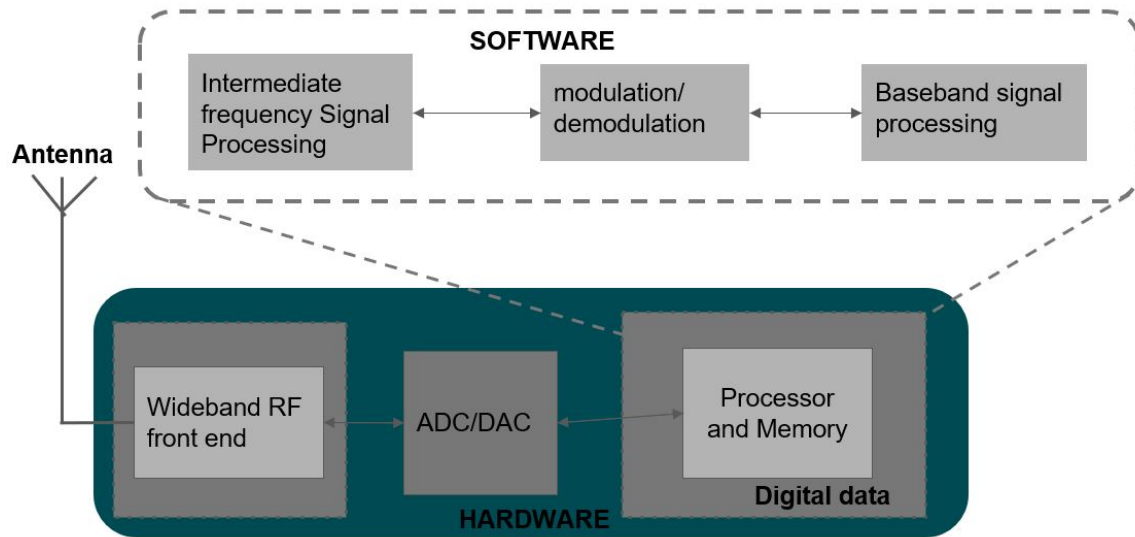 SOFTWARE
Intermediate
frequency Signal
Processing
modulation/
demodulation
Baseband signal
processing
Antenna
Wideband RF
front end
ADC/DAC
Processor
and Memory
Digital data
HARDWARE